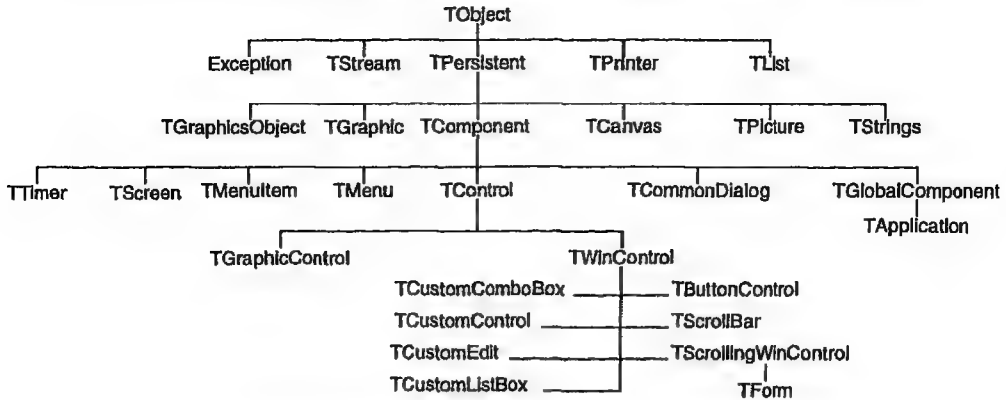 TObject
Exception TStream TPersistent TPrinter TList
TGraphicsObject TGraphic TComponent TCanvas TPicture TStrings
TTimer TScreen TMenuItem TMenu TControl TCommonDialog TGlobalComponent
TApplication
TGraphicControl TWinControl
TCustomComboBox TButtonControl
TCustomControl TScrollBar
TCustomEdit TScrollingWinControl
TCustomListBox
TForm